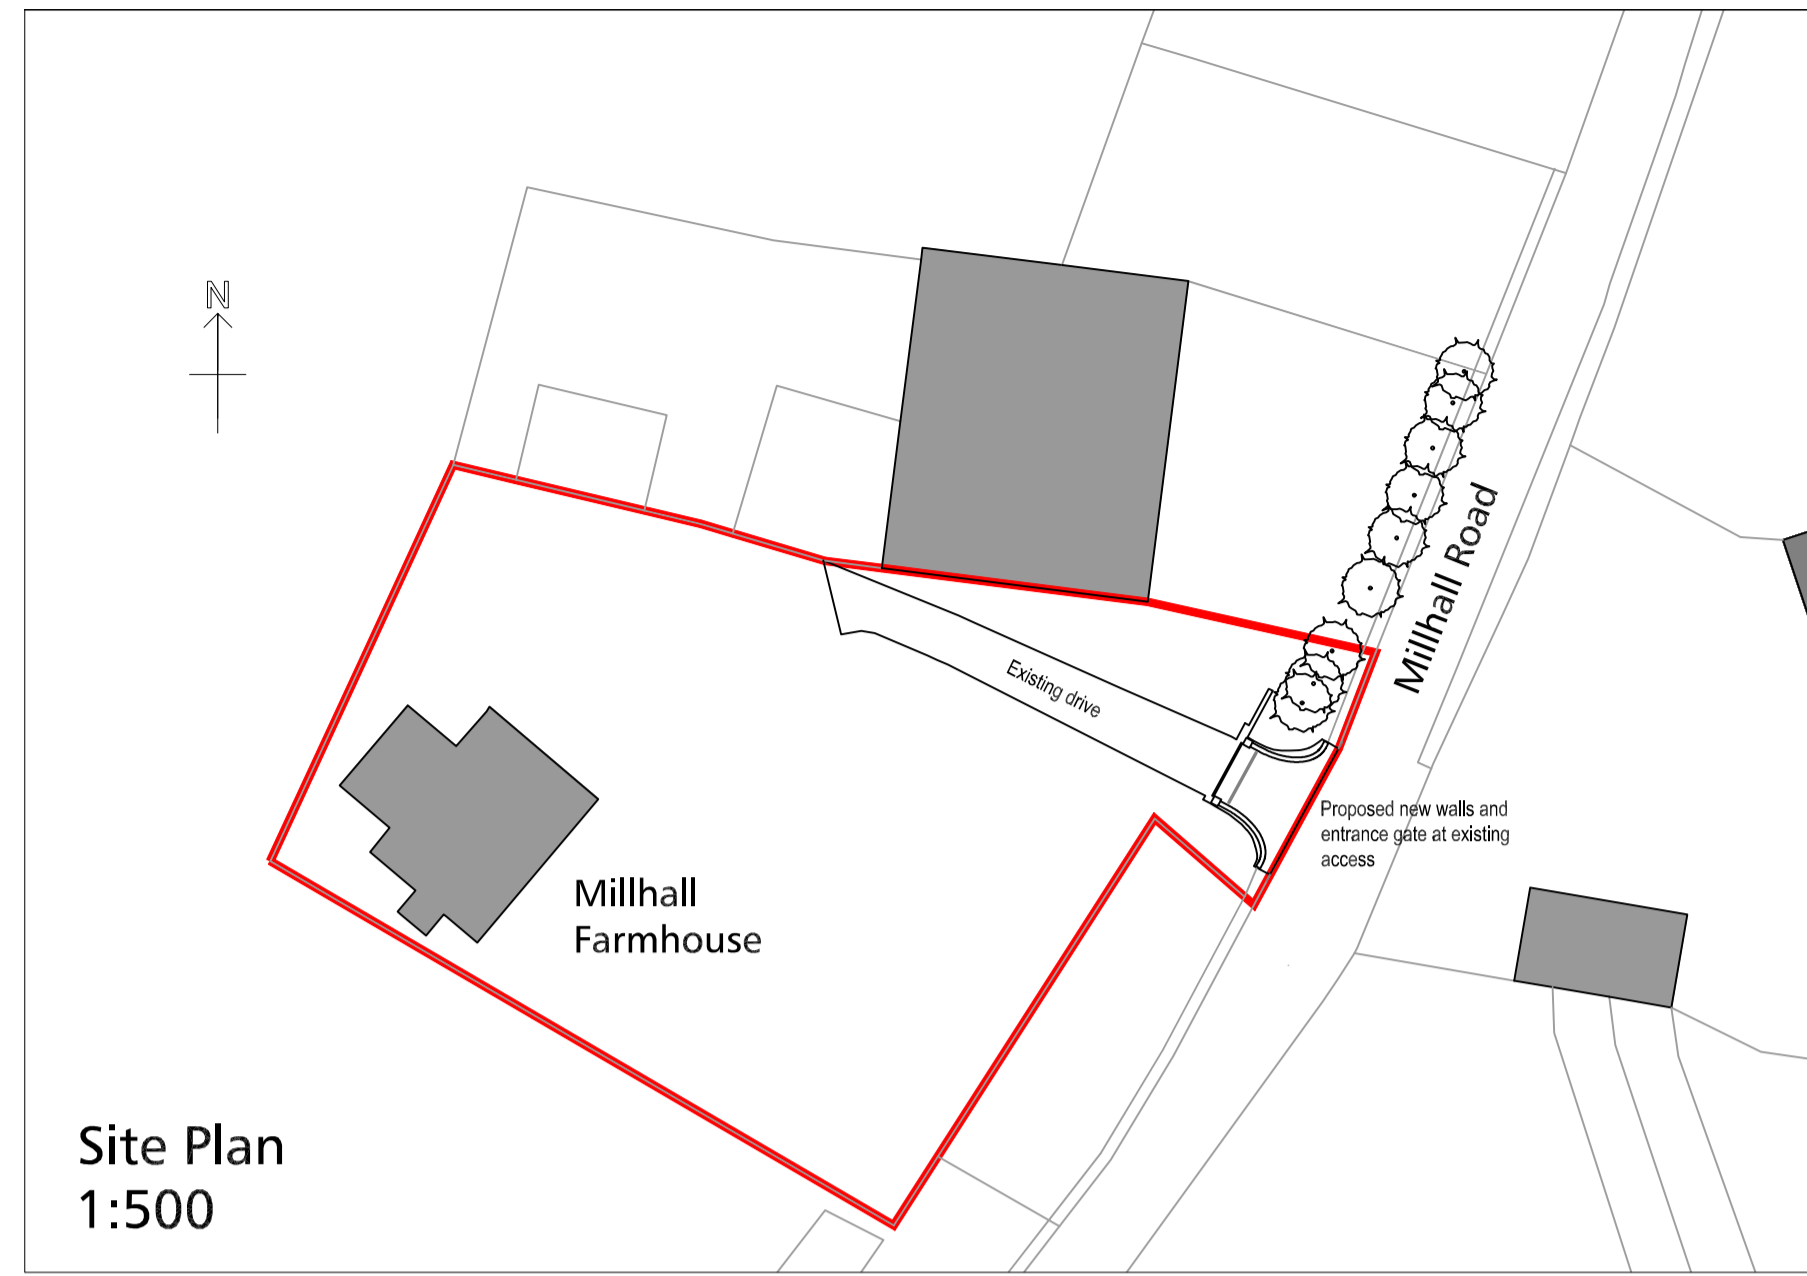 N
Millhall Road
Existing drive
Proposed new walls and
entrance gate at existing
access
Millhall
Farmhouse
Site Plan
1:500